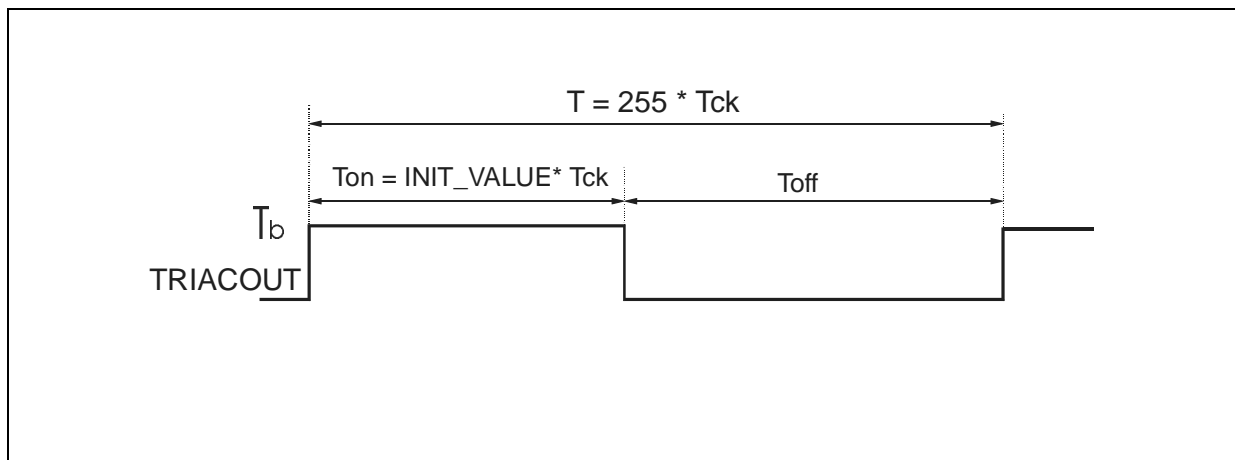 T = 255 * Tck
Ton = INIT_VALUE* Tck
Toff
Tb
TRIACOUT